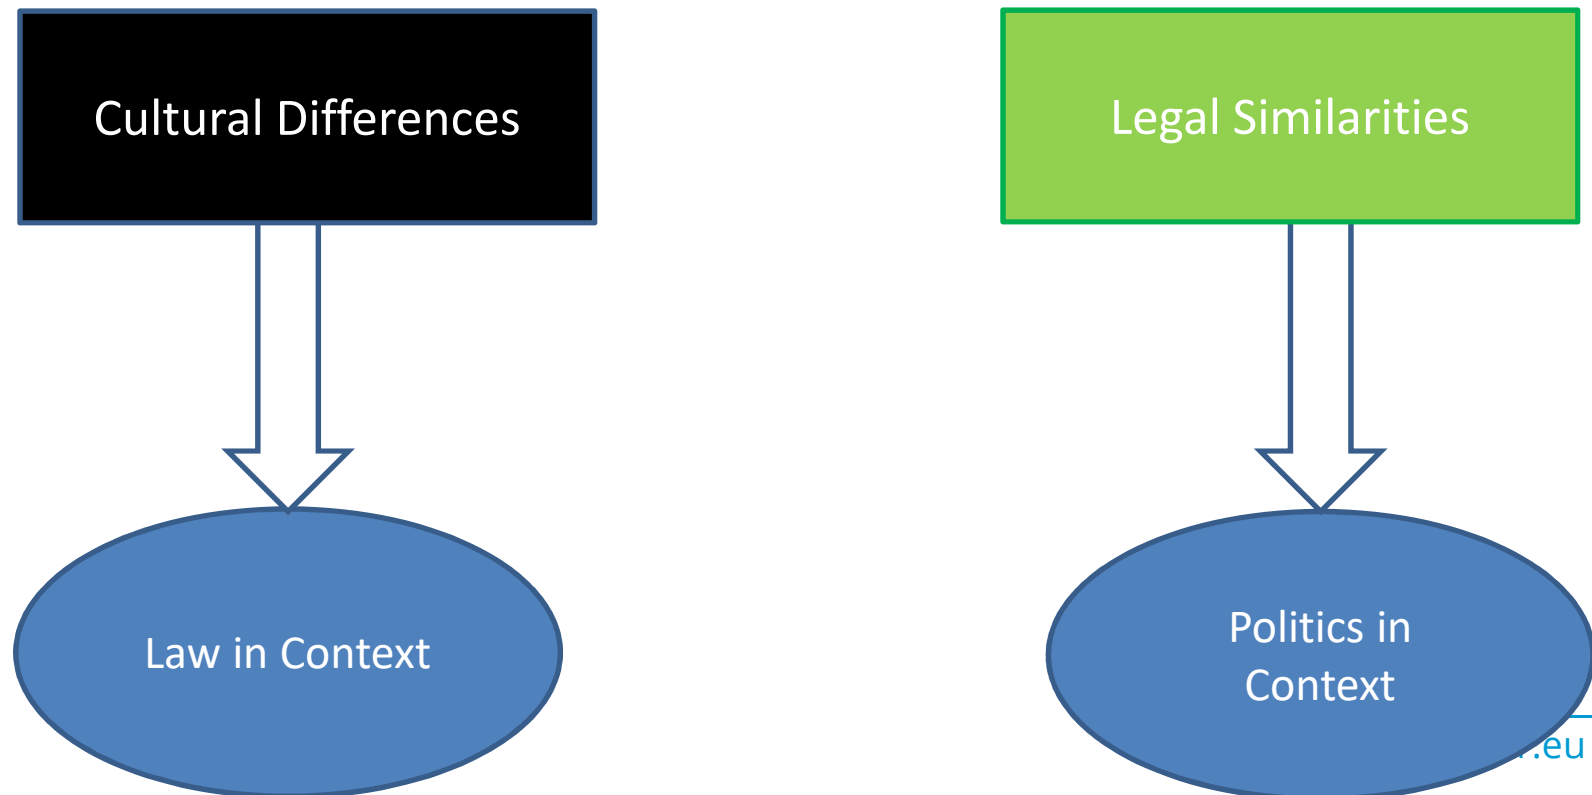 Cultural Differences
Legal Similarities
Law in Context
Politics in
Context
.eu